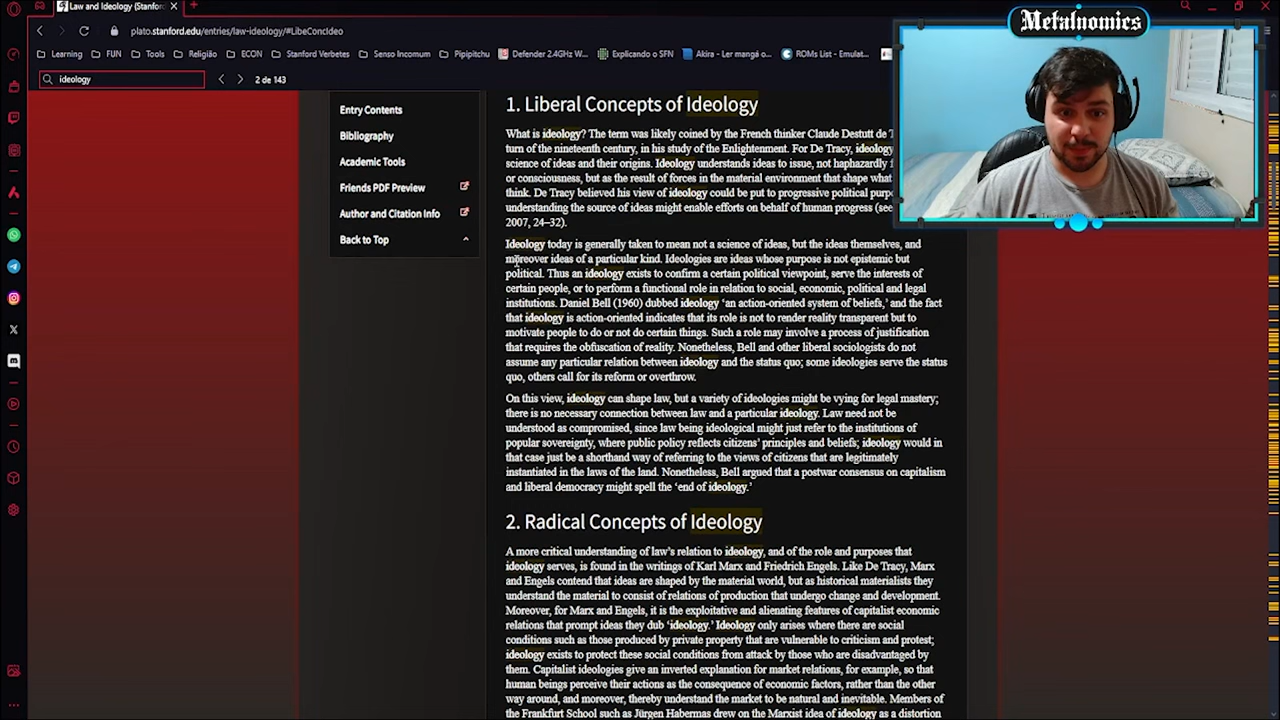 Law and Ideology (Stanfor
Metalnomics
plato.stanford.edu/entries/law-ideology/#LibeConcIdeo
Learning FUN Tools Religião ECON Stanford Verbetes Senso Incomum Pipipitchu Defender 2.4GHz W... Explicando o SFN Akira - Ler mangá o... ROMs List - Emulat...
ideology 2 de 143
Entry Contents
Bibliography
Academic Tools
Friends PDF Preview
Author and Citation Info
Back to Top
1. Liberal Concepts of Ideology
What is ideology? The term was likely coined by the French thinker Claude Destutt de T
turn of the nineteenth century, in his study of the Enlightenment. For De Tracy, ideology
science of ideas and their origins. Ideology understands ideas to issue, not haphazardly f
or consciousness, but as the result of forces in the material environment that shape what
think. De Tracy believed his view of ideology could be put to progressive political purpo
understanding the source of ideas might enable efforts on behalf of human progress (see
2007, 24–32).
Ideology today is generally taken to mean not a science of ideas, but the ideas themselves, and
moreover ideas of a particular kind. Ideologies are ideas whose purpose is not epistemic but
political. Thus an ideology exists to confirm a certain political viewpoint, serve the interests of
certain people, or to perform a functional role in relation to social, economic, political and legal
institutions. Daniel Bell (1960) dubbed ideology ‘an action-oriented system of beliefs,’ and the fact
that ideology is action-oriented indicates that its role is not to render reality transparent but to
motivate people to do or not do certain things. Such a role may involve a process of justification
that requires the obfuscation of reality. Nonetheless, Bell and other liberal sociologists do not
assume any particular relation between ideology and the status quo; some ideologies serve the status
quo, others call for its reform or overthrow.
On this view, ideology can shape law, but a variety of ideologies might be vying for legal mastery;
there is no necessary connection between law and a particular ideology. Law need not be
understood as compromised, since law being ideological might just refer to the institutions of
popular sovereignty, where public policy reflects citizens’ principles and beliefs; ideology would in
that case just be a shorthand way of referring to the views of citizens that are legitimately
instantiated in the laws of the land. Nonetheless, Bell argued that a postwar consensus on capitalism
and liberal democracy might spell the ‘end of ideology.’
2. Radical Concepts of Ideology
A more critical understanding of law’s relation to ideology, and of the role and purposes that
ideology serves, is found in the writings of Karl Marx and Friedrich Engels. Like De Tracy, Marx
and Engels contend that ideas are shaped by the material world, but as historical materialists they
understand the material to consist of relations of production that undergo change and development.
Moreover, for Marx and Engels, it is the exploitative and alienating features of capitalist economic
relations that prompt ideas they dub ‘ideology.’ Ideology only arises where there are social
conditions such as those produced by private property that are vulnerable to criticism and protest;
ideology exists to protect these social conditions from attack by those who are disadvantaged by
them. Capitalist ideologies give an inverted explanation for market relations, for example, so that
human beings perceive their actions as the consequence of economic factors, rather than the other
way around, and moreover, thereby understand the market to be natural and inevitable. Members of
the Frankfurt School such as Jürgen Habermas drew on the Marxist idea of ideology as a distortion